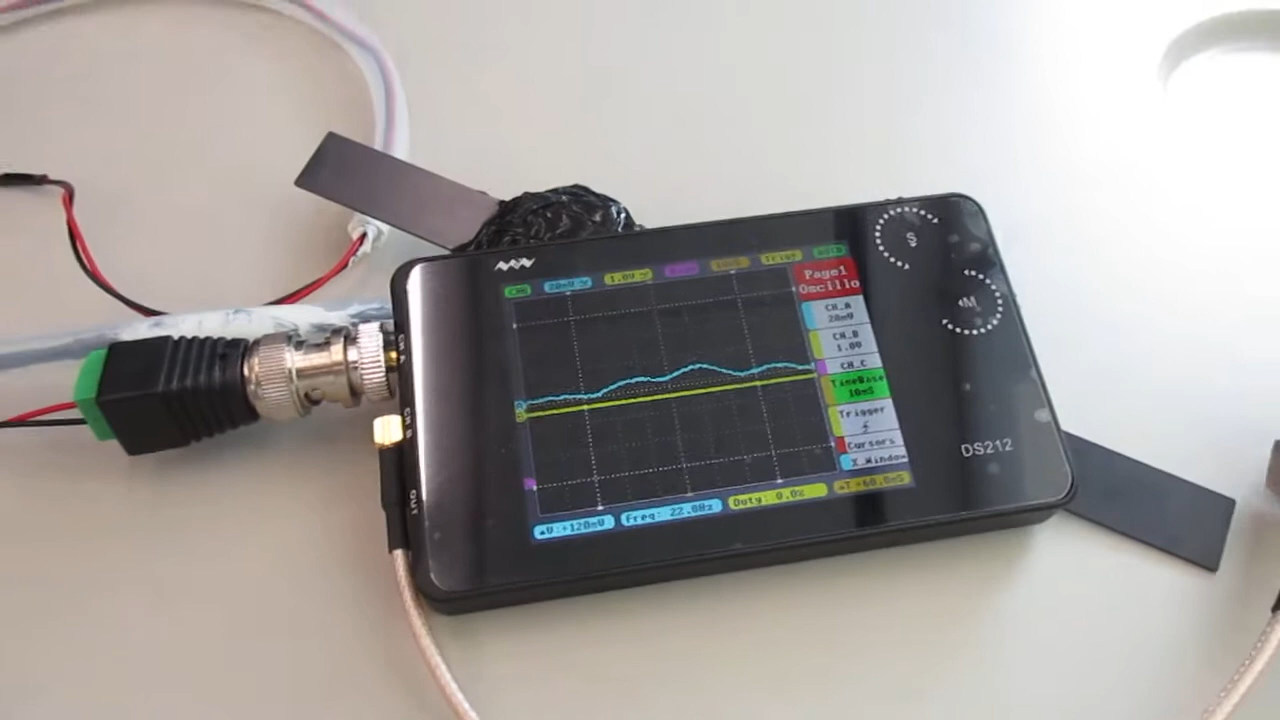 20mV
1.0V
Page1
Oscillo
CH_A
20mV
CH_B
1.0V
CH_C
TimeBase
10mS
Trigger
Cursors
X_Window
△V:+120mV
Freq: 22.0Hz
Duty: 0.0%
△T +60.0mS
S
M
DS212
CH A
CH B
OUT